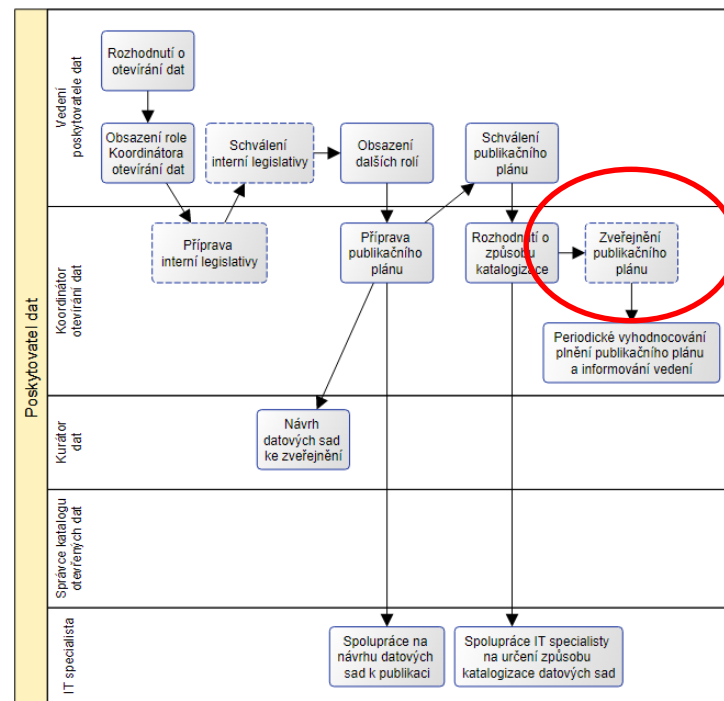 Poskytovatel dat
Vedení
poskytovatele dat
Rozhodnutí o
otevírání dat
Obsazení role
Koordinátora
otevírání dat
Schválení
interní legislativy
Obsazení
dalších rolí
Schválení
publikačního
plánu
Koordinátor
otevírání dat
Příprava
interní legislativy
Příprava
publikačního
plánu
Rozhodnutí o
způsobu
katalogizace
Zveřejnění
publikačního
plánu
Periodické vyhodnocování
plnění publikačního plánu
a informování vedení
Kurátor
dat
Návrh
datových sad
ke zveřejnění
Správce katalogu
otevřených dat
IT specialista
Spolupráce na
návrhu datových
sad k publikaci
Spolupráce IT specialisty
na určení způsobu
katalogizace datových sad